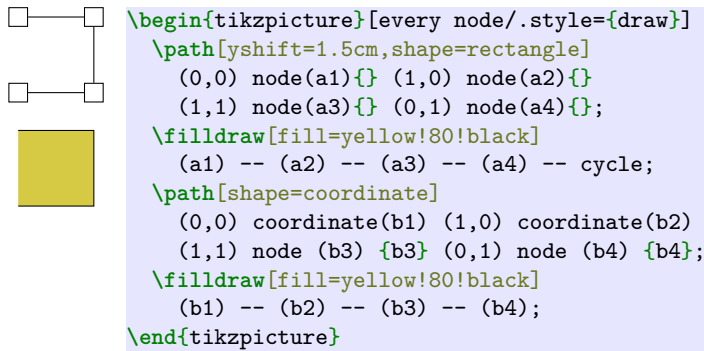 \begin{tikzpicture}[every node/.style={draw}]
\path[yshift=1.5cm,shape=rectangle]
(0,0) node(a1){} (1,0) node(a2){}
(1,1) node(a3){} (0,1) node(a4){};
\filldraw[fill=yellow!80!black]
(a1) -- (a2) -- (a3) -- (a4) -- cycle;
\path[shape=coordinate]
(0,0) coordinate(b1) (1,0) coordinate(b2)
(1,1) node (b3) {b3} (0,1) node (b4) {b4};
\filldraw[fill=yellow!80!black]
(b1) -- (b2) -- (b3) -- (b4);
\end{tikzpicture}